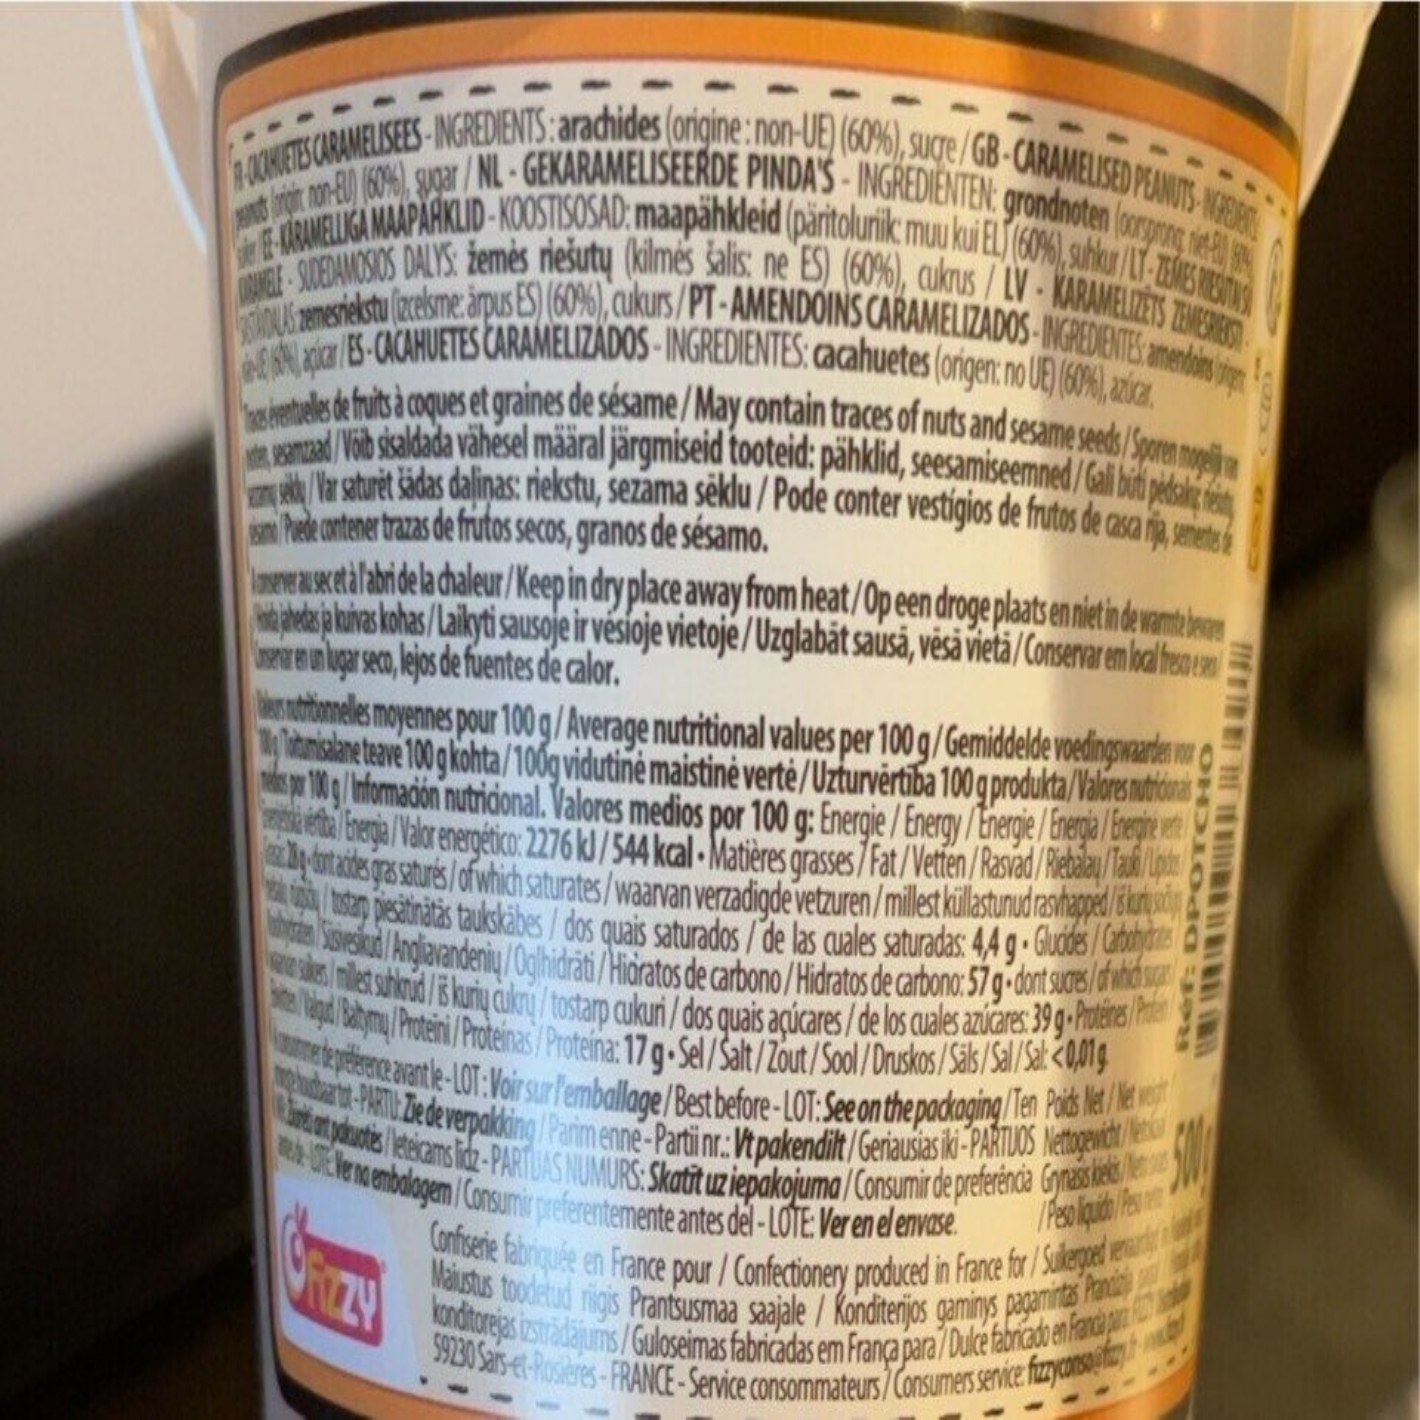 FR - CACAHUETES CARAMELISEES - INGREDIENTS : arachides (origine : non-UE) (60%), sucre / GB - CARAMELISED PEANUTS - INGREDIENTS:
peanuts (origin: non-EU) (60%), sugar / NL - GEKARAMELISEERDE PINDA'S - INGREDIËNTEN: grondnoten (oorsprong: niet-EU) (60%),
suiker / EE - KARAMELLIGA MAAPÄHKLID - KOOSTISOSAD: maapähkleid (päritoluriik: muu kui EL) (60%), suhkur / LT - ŽEMĖS RIEŠUTAI SU
KARAMELE - SUDEDAMOSIOS DALYS: žemės riešutų (kilmės šalis: ne ES) (60%), cukrus / LV - KARAMELIZĒTS ZEMESRIEKSTI -
SASTĀVDAĻAS: zemesriekstu (izcelsme: ārpus ES) (60%), cukurs / PT - AMENDOINS CARAMELIZADOS - INGREDIENTES: amendoins (origem:
não-UE) (60%), açúcar / ES - CACAHUETES CARAMELIZADOS - INGREDIENTES: cacahuetes (origen: no UE) (60%), azúcar.
Traces éventuelles de fruits à coques et graines de sésame / May contain traces of nuts and sesame seeds / Sporen mogelijk van
noten, sesamzaad / Võib sisaldada vähesel määral järgmiseid tooteid: pähklid, seesamiseemned / Gali būti pėdsakų: riešutų,
sezamų sėklų / Var saturēt šādas daļiņas: riekstu, sezama sēklu / Pode conter vestígios de frutos de casca rija, sementes de
sésamo / Puede contener trazas de frutos secos, granos de sésamo.
A conserver au sec et à l'abri de la chaleur / Keep in dry place away from heat / Op een droge plaats en niet in de warmte bewaren
/ Hoida jahedas ja kuivas kohas / Laikyti sausoje ir vėsioje vietoje / Uzglabāt sausā, vēsā vietā / Conservar em local fresco e seco /
Conservar en un lugar seco, lejos de fuentes de calor.
Valeurs nutritionnelles moyennes pour 100 g / Average nutritional values per 100 g / Gemiddelde voedingswaarden voor
100 g / Toitumisalane teave 100 g kohta / 100g vidutinė maistinė vertė / Uzturvērtība 100 g produkta / Valores nutricionais
médios por 100 g / Información nutricional. Valores medios por 100 g: Energie / Energy / Energie / Energia / Energinė vertė /
Enerģētiskā vērtība / Energia / Valor energético: 2276 kJ / 544 kcal • Matières grasses / Fat / Vetten / Rasvad / Riebalay / Tauki / Lípidos /
Grasas: 28 g • dont acides gras saturés / of which saturates / waarvan verzadigde vetzuren / millest küllastunud rasvhapped / iš kurių sočiųjų
riebalų rūgščių / tostarp piesātinātās taukskābes / dos quais saturados / de las cuales saturadas: 4,4 g • Glucides / Carbohydrates
Koolhydraten / Süsivesikud / Angliavandenių / Ogļhidrāti / Hidratos de carbono / Hidratos de carbono: 57 g • dont sucres / of which sugars
waarvan suikers / millest suhkrud / iš kurių cukrų / tostarp cukuri / dos quais açúcares / de los cuales azúcares: 39 g • Protéines / Protein
Eiwitten / Valgud / Baltymų / Proteini / Proteínas / Proteína: 17 g • Sel / Salt / Zout / Sool / Druskos / Sāls / Sal / Sal: <0,01 g.
A consommer de préférence avant le - LOT : Voir sur l'emballage / Best before - LOT: See on the packaging / Ten
minste houdbaar tot - PARTIJ: Zie de verpakking / Parim enne - Partii nr.: Vt pakendilt / Geriausias iki - PARTIJOS
pakuotės / Ieteicams līdz - PARTIJAS NUMURS: Skatīt uz iepakojuma / Consumir de preferência
antes de - LOTE: Ver na embalagem / Consumir preferentemente antes del - LOTE: Ver en el envase.
Poids Net / Net weight
Nettogewicht /
Grynasis kiekis /
/ Peso líquido / Peso neto
500 g
Réf: DPOTCHO
FIZZY
Confiserie fabriquée en France pour / Confectionery produced in France for / Suikergoed
Maiustus toodetud riigis Prantsusmaa saajale / Konditerijos gaminys pagamintas
konditorejas izstrādājums / Guloseimas fabricadas em França para / Dulce fabricado en Francia para: FIZZY
59230 Sars-et-Rosières - FRANCE - Service consommateurs / Consumers service: fizzyconso@fizzy.fr